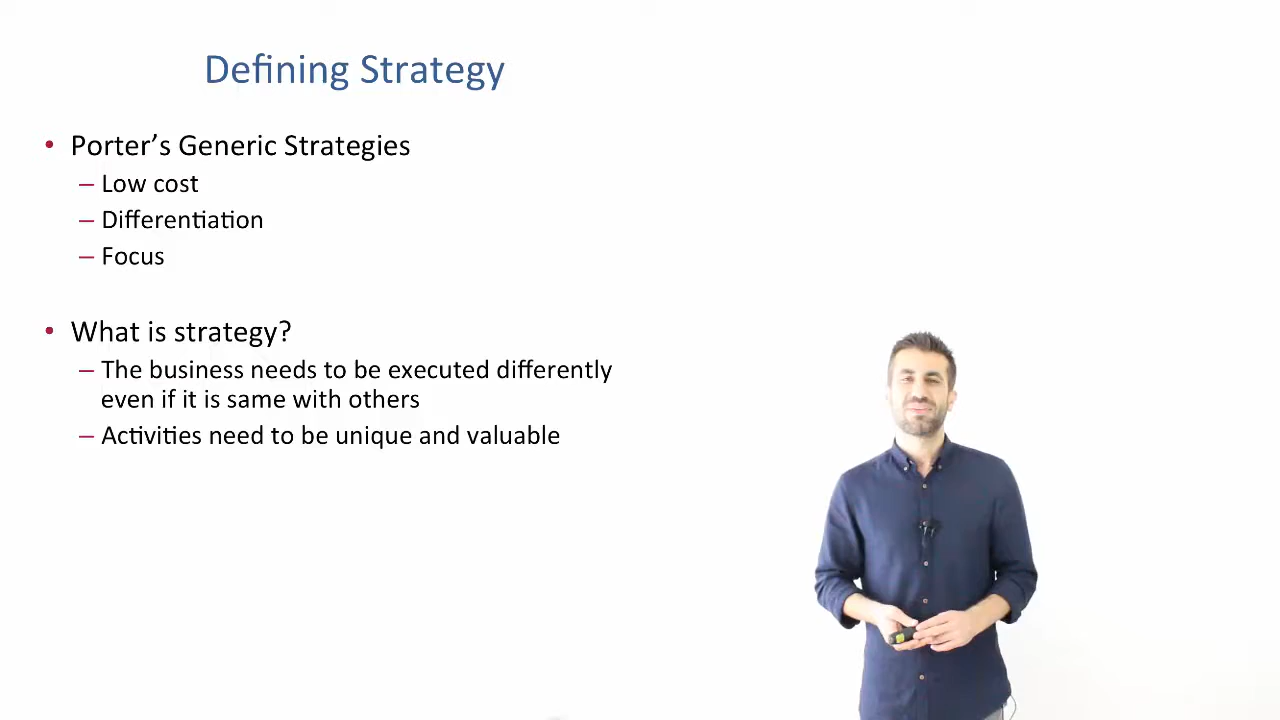 Defining Strategy
• Porter’s Generic Strategies
– Low cost
– Differentiation
– Focus
• What is strategy?
– The business needs to be executed differently
even if it is same with others
– Activities need to be unique and valuable